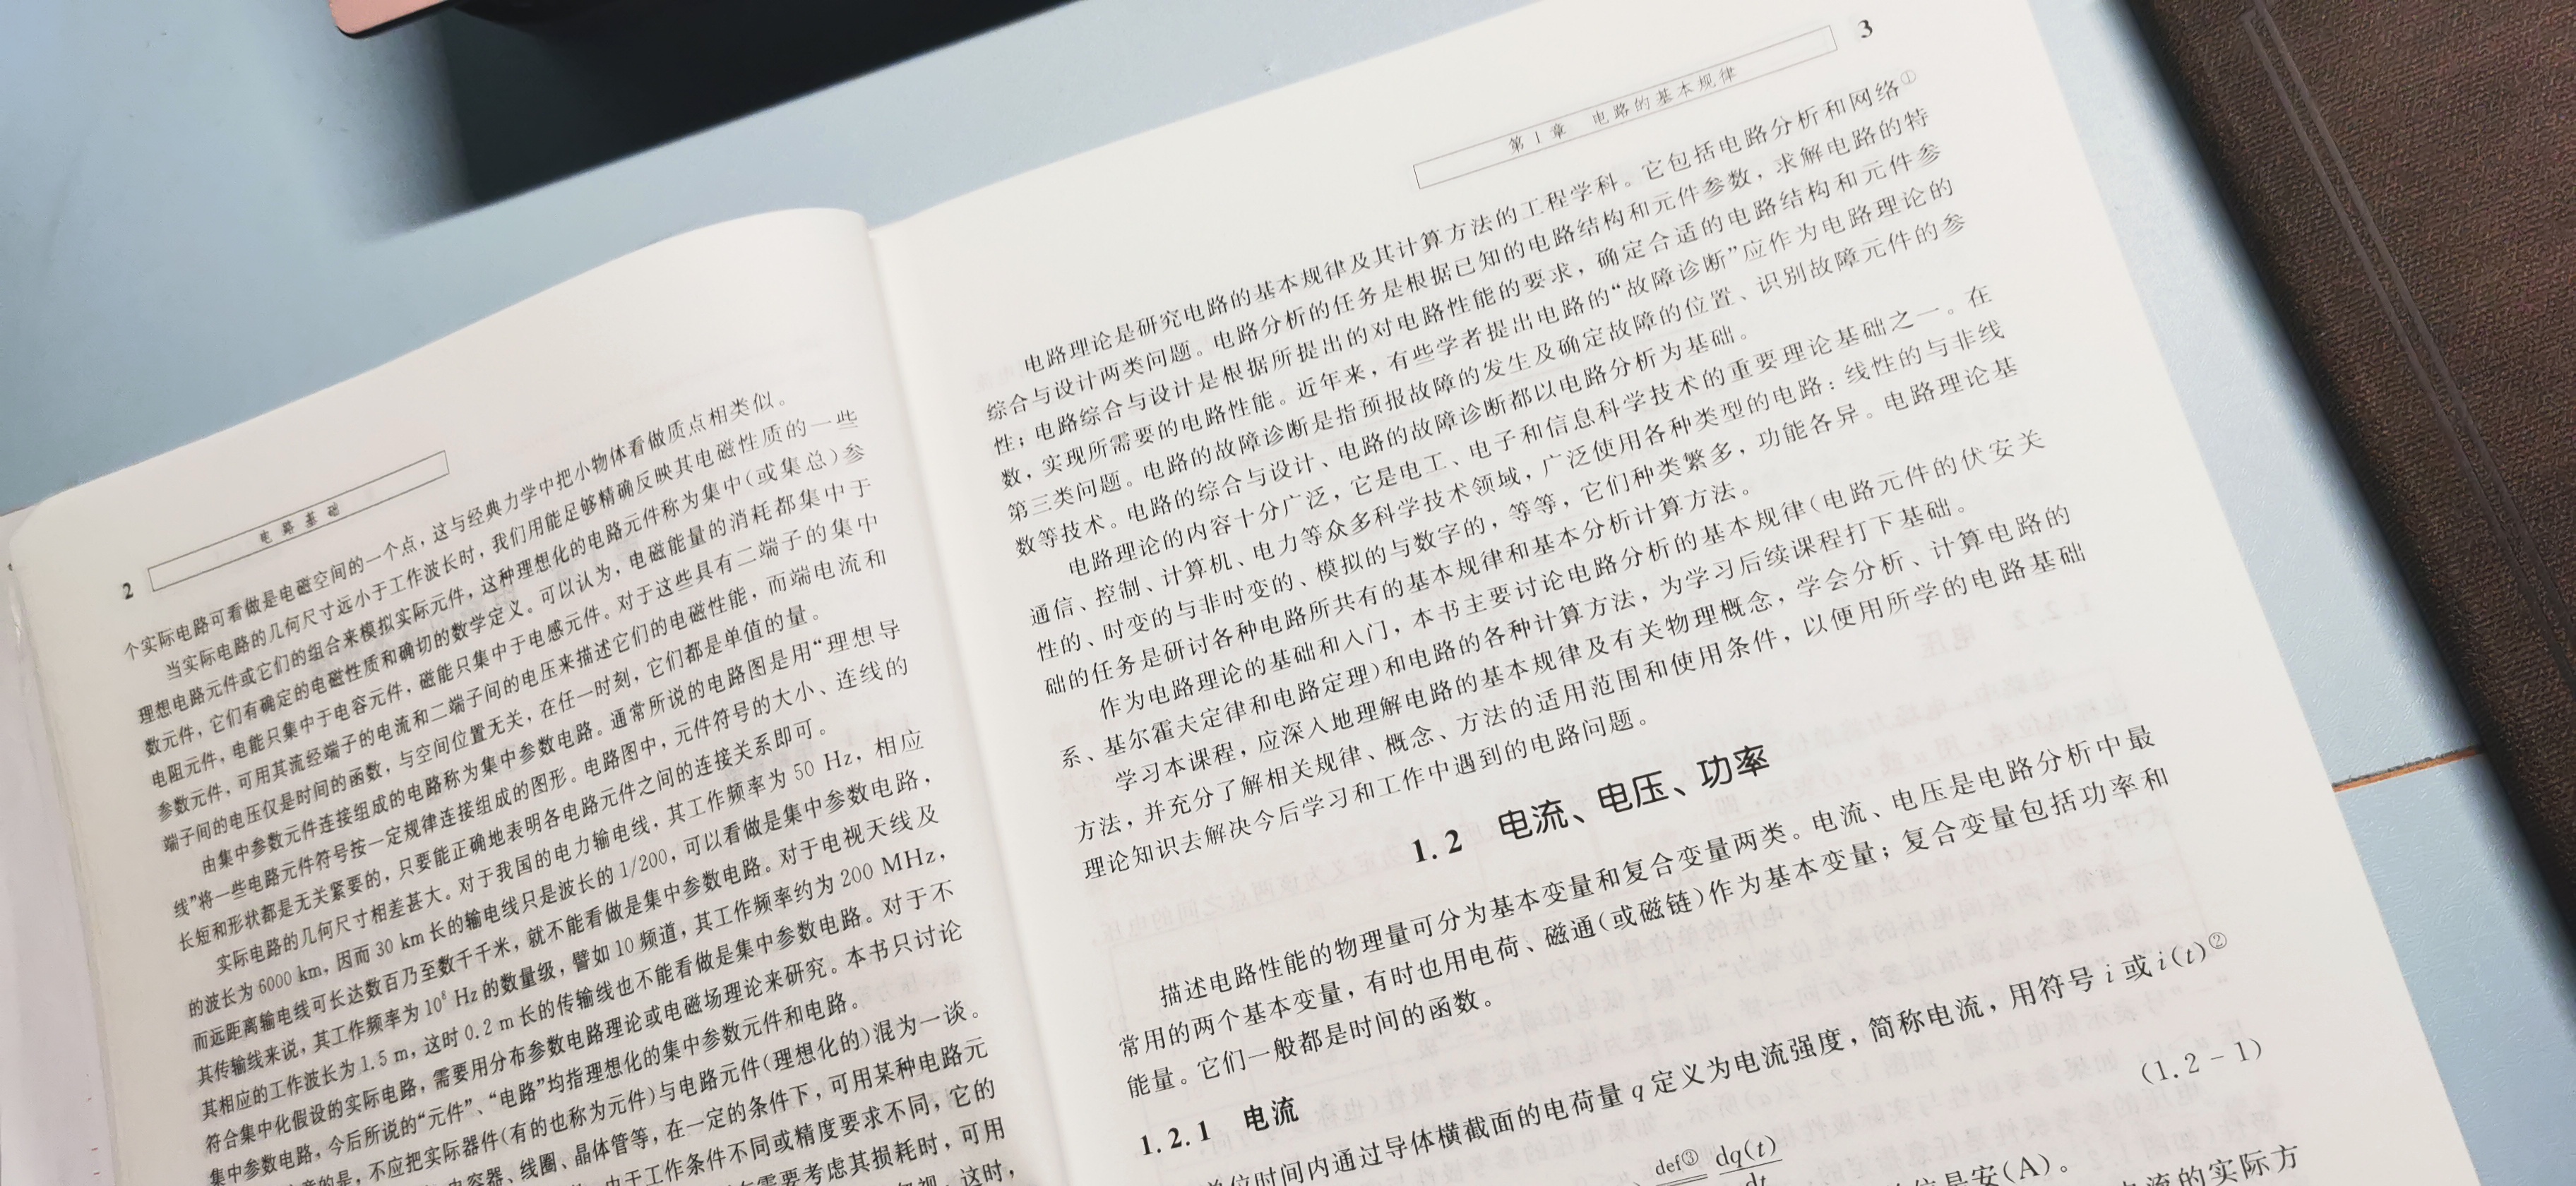 2
电路基础
个实际电路可看做是电磁空间的一个点，这与经典力学中把小物体看做质点相类似。
当实际电路的几何尺寸远小于工作波长时，我们用能足够精确反映其电磁性质的一些
理想电路元件或它们的组合来模拟实际元件，这种理想化的电路元件称为集中(或集总)参
数元件，它们有确定的电磁性质和确切的数学定义。可以认为，电磁能量的消耗都集中于
电阻元件，电能只集中于电容元件，磁能只集中于电感元件。对于这些具有二端子的集中
参数元件，可用其流经端子的电流和二端子间的电压来描述它们的电磁性能，而端电流和
端子间的电压仅是时间的函数，与空间位置无关，在任一时刻，它们都是单值的量。
由集中参数元件连接组成的电路称为集中参数电路。通常所说的电路图是用“理想导
线”将一些电路元件符号按一定规律连接组成的图形。电路图中，元件符号的大小、连线的
长短和形状都是无关紧要的，只要能正确地表明各电路元件之间的连接关系即可。
实际电路的几何尺寸相差甚大。对于我国的电力输电线，其工作频率为 50 Hz，相应
的波长为 6000 km，因而 30 km 长的输电线只是波长的 1/200，可以看做是集中参数电路，
而远距离输电线可长达数百乃至数千千米，就不能看做是集中参数电路。对于电视天线及
其传输线来说，其工作频率为 10⁸ Hz 的数量级，譬如 10 频道，其工作频率约为 200 MHz，
其相应的工作波长为 1.5 m，这时 0.2 m 长的传输线也不能看做是集中参数电路。对于不
符合集中化假设的实际电路，需要用分布参数电路理论或电磁场理论来研究。本书只讨论
集中参数电路，今后所说的“元件”、“电路”均指理想化的集中参数元件和电路。
的是，不应把实际器件(有的也称为元件)与电路元件(理想化的)混为一谈。
电容器、线圈、晶体管等，在一定的条件下，可用某种电路元
由于工作条件不同或精度要求不同，它的
需要考虑其损耗时，可用
这时，
第 1 章 电路的基本规律
3
电路理论是研究电路的基本规律及其计算方法的工程学科。它包括电路分析和网络①
综合与设计两类问题。电路分析的任务是根据已知的电路结构和元件参数，求解电路的特
性；电路综合与设计是根据所提出的对电路性能的要求，确定合适的电路结构和元件参
数，实现所需要的电路性能。近年来，有些学者提出电路的“故障诊断”应作为电路理论的
第三类问题。电路的故障诊断是指预报故障的发生及确定故障的位置、识别故障元件的参
数等技术。电路的综合与设计、电路的故障诊断都以电路分析为基础。
电路理论的内容十分广泛，它是电工、电子和信息科学技术的重要理论基础之一。在
通信、控制、计算机、电力等众多科学技术领域，广泛使用各种类型的电路：线性的与非线
性的、时变的与非时变的、模拟的与数字的，等等，它们种类繁多，功能各异。电路理论基
础的任务是研讨各种电路所共有的基本规律和基本分析计算方法。
作为电路理论的基础和入门，本书主要讨论电路分析的基本规律(电路元件的伏安关
系、基尔霍夫定律和电路定理)和电路的各种计算方法，为学习后续课程打下基础。
学习本课程，应深入地理解电路的基本规律及有关物理概念，学会分析、计算电路的
方法，并充分了解相关规律、概念、方法的适用范围和使用条件，以便用所学的电路基础
理论知识去解决今后学习和工作中遇到的电路问题。
1.2 电流、电压、功率
描述电路性能的物理量可分为基本变量和复合变量两类。电流、电压是电路分析中最
常用的两个基本变量，有时也用电荷、磁通(或磁链)作为基本变量；复合变量包括功率和
能量。它们一般都是时间的函数。
1.2.1 电流
单位时间内通过导体横截面的电荷量 q 定义为电流强度，简称电流，用符号 i 或 i(t)②
def③ dq(t)
dt
(1.2-1)
位是安(A)。
流的实际方